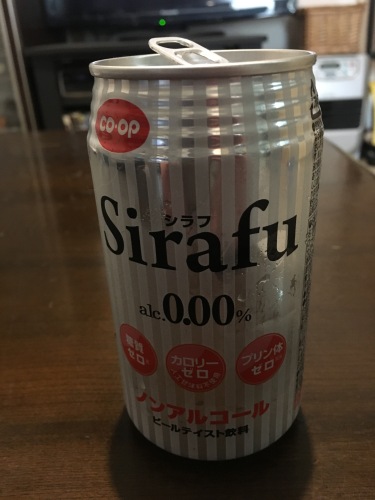 co·op
Sirafu
シラフ
alc.0.00%
糖質
ゼロ
カロリー
ゼロ
プリン体
ゼロ
ノンアルコール
ビールテイスト飲料